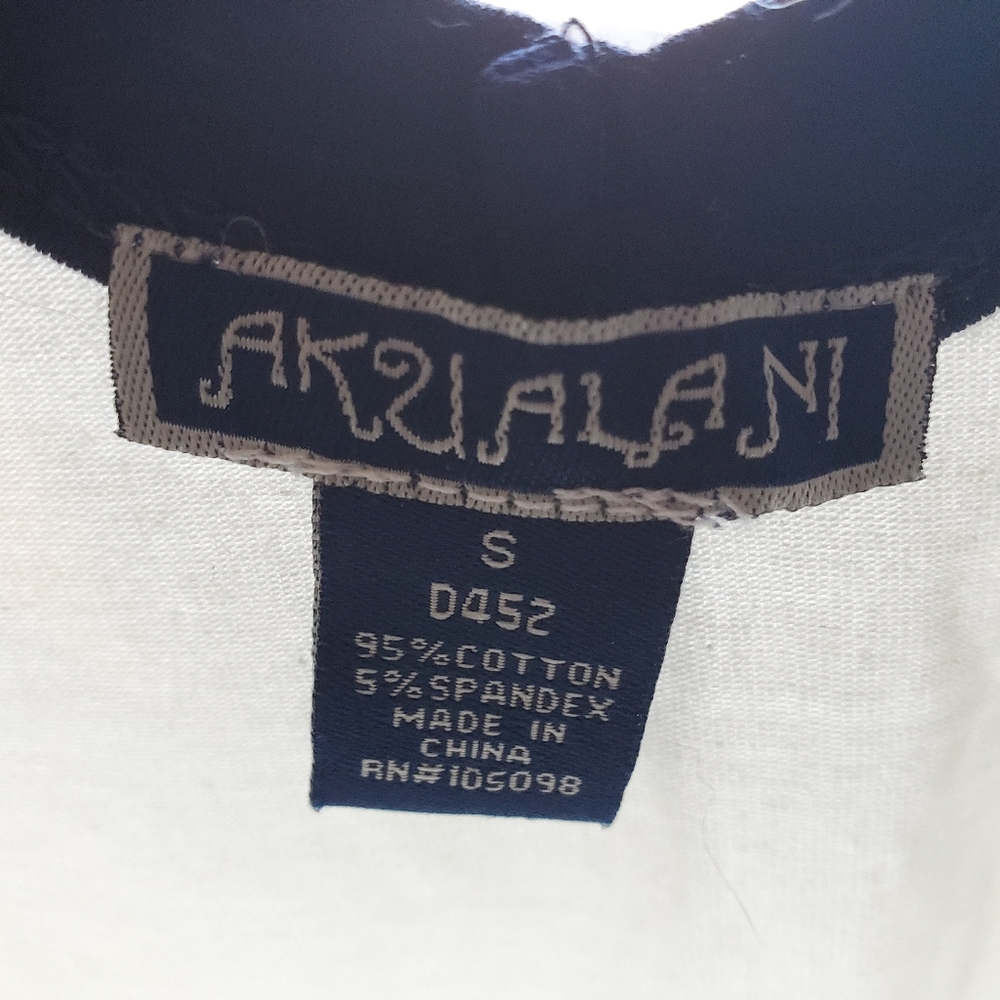 AKUALANI
S
D452
95%COTTON
5%SPANDEX
MADE IN
CHINA
RN#105098